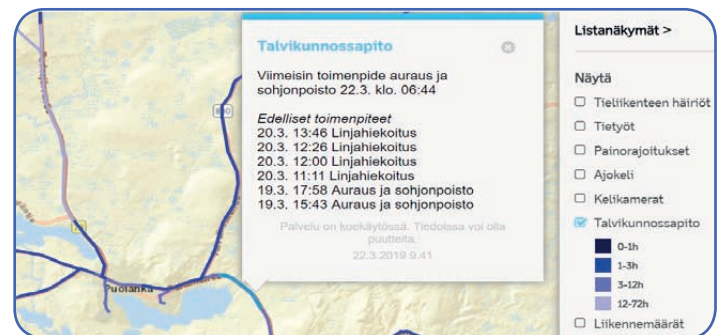 Talvikunnossapito
Viimeisin toimenpide auraus ja
sohjonpoisto 22.3. klo. 06:44
Edelliset toimenpiteet
20.3. 13:46 Linjahiekoitus
20.3. 12:26 Linjahiekoitus
20.3. 12:00 Linjahiekoitus
20.3. 11:11 Linjahiekoitus
19.3. 17:58 Auraus ja sohjonpoisto
19.3. 15:43 Auraus ja sohjonpoisto
Palvelu on koekäytössä. Tiedoissa voi olla
puutteita.
22.3.2019 9.41
Puolanka
Listanäkymät >
Näytä
Tieliikenteen häiriöt
Tietyöt
Painorajoitukset
Ajokeli
Kelikamerat
Talvikunnossapito
0-1h
1-3h
3-12h
12-72h
Liikennemäärät